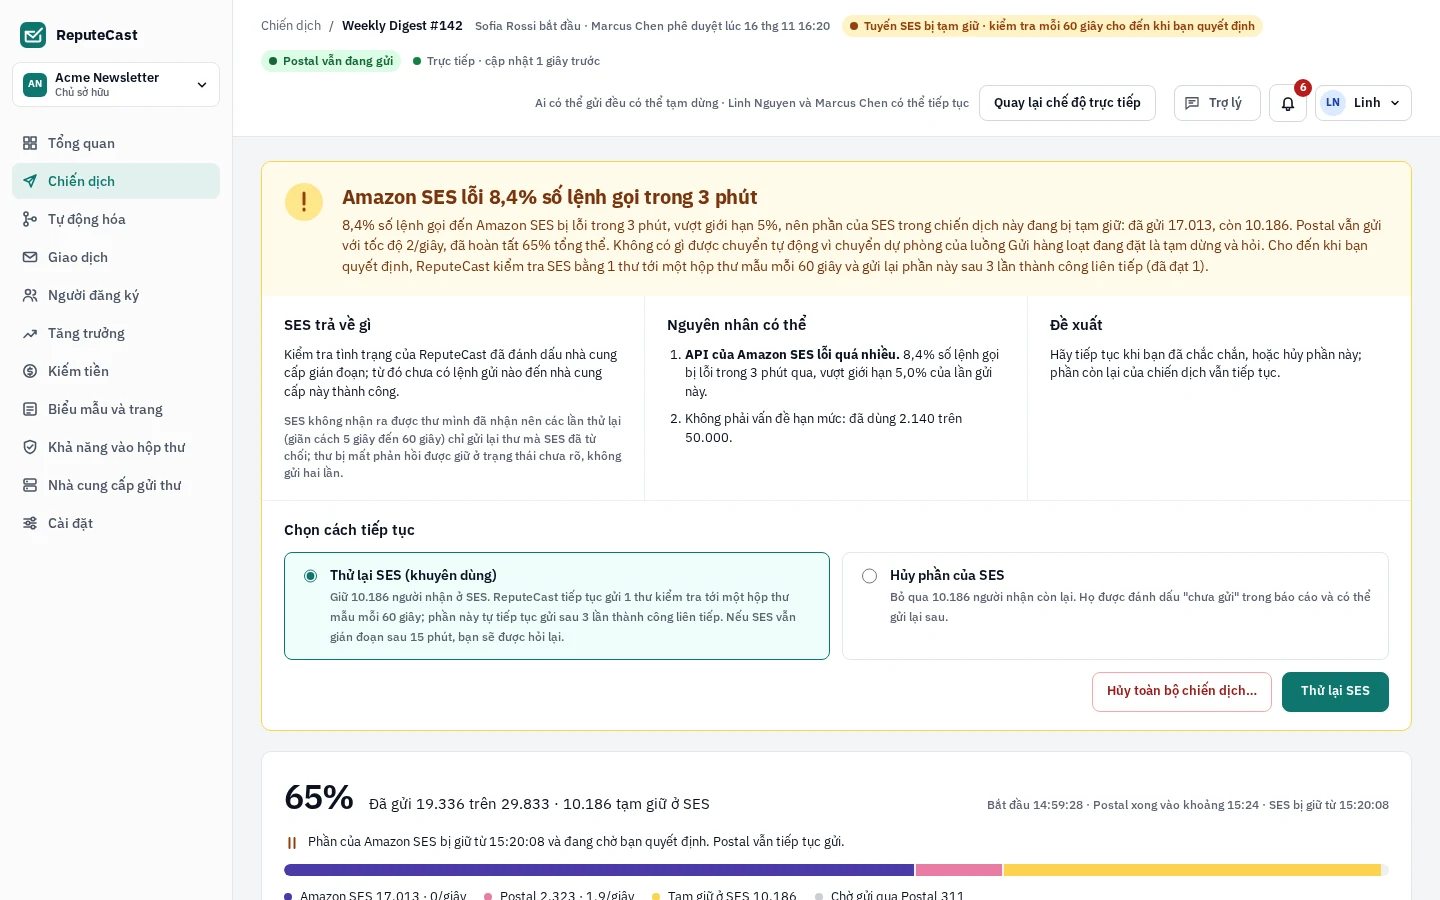 ReputeCast
AN
Acme Newsletter
Chủ sở hữu
Tổng quan
Chiến dịch
Tự động hóa
Giao dịch
Người đăng ký
Tăng trưởng
Kiếm tiền
Biểu mẫu và trang
Khả năng vào hộp thư
Nhà cung cấp gửi thư
Cài đặt
Chiến dịch / Weekly Digest #142 Sofia Rossi bắt đầu · Marcus Chen phê duyệt lúc 16 thg 11 16:20 Tuyến SES bị tạm giữ · kiểm tra mỗi 60 giây cho đến khi bạn quyết định
Postal vẫn đang gửi Trực tiếp · cập nhật 1 giây trước
Ai có thể gửi đều có thể tạm dừng · Linh Nguyen và Marcus Chen có thể tiếp tục Quay lại chế độ trực tiếp Trợ lý 6 LN Linh
Amazon SES lỗi 8,4% số lệnh gọi trong 3 phút
8,4% số lệnh gọi đến Amazon SES bị lỗi trong 3 phút, vượt giới hạn 5%, nên phần của SES trong chiến dịch này đang bị tạm giữ: đã gửi 17.013, còn 10.186. Postal vẫn gửi
với tốc độ 2/giây, đã hoàn tất 65% tổng thể. Không có gì được chuyển tự động vì chuyển dự phòng của luồng Gửi hàng loạt đang đặt là tạm dừng và hỏi. Cho đến khi bạn
quyết định, ReputeCast kiểm tra SES bằng 1 thư tới một hộp thư mẫu mỗi 60 giây và gửi lại phần này sau 3 lần thành công liên tiếp (đã đạt 1).
SES trả về gì
Kiểm tra tình trạng của ReputeCast đã đánh dấu nhà cung
cấp gián đoạn; từ đó chưa có lệnh gửi nào đến nhà cung
cấp này thành công.
SES không nhận ra được thư mình đã nhận nên các lần thử lại
(giãn cách 5 giây đến 60 giây) chỉ gửi lại thư mà SES đã từ
chối; thư bị mất phản hồi được giữ ở trạng thái chưa rõ, không
gửi hai lần.
Nguyên nhân có thể
1. API của Amazon SES lỗi quá nhiều. 8,4% số lệnh gọi
bị lỗi trong 3 phút qua, vượt giới hạn 5,0% của lần gửi
này.
2. Không phải vấn đề hạn mức: đã dùng 2.140 trên
50.000.
Đề xuất
Hãy tiếp tục khi bạn đã chắc chắn, hoặc hủy phần này;
phần còn lại của chiến dịch vẫn tiếp tục.
Chọn cách tiếp tục
Thử lại SES (khuyên dùng)
Giữ 10.186 người nhận ở SES. ReputeCast tiếp tục gửi 1 thư kiểm tra tới một hộp thư
mẫu mỗi 60 giây; phần này tự tiếp tục gửi sau 3 lần thành công liên tiếp. Nếu SES vẫn
gián đoạn sau 15 phút, bạn sẽ được hỏi lại.
Hủy phần của SES
Bỏ qua 10.186 người nhận còn lại. Họ được đánh dấu "chưa gửi" trong báo cáo và có thể
gửi lại sau.
Hủy toàn bộ chiến dịch... Thử lại SES
65% Đã gửi 19.336 trên 29.833 · 10.186 tạm giữ ở SES Bắt đầu 14:59:28 · Postal xong vào khoảng 15:24 · SES bị giữ từ 15:20:08
Phần của Amazon SES bị giữ từ 15:20:08 và đang chờ bạn quyết định. Postal vẫn tiếp tục gửi.
Amazon SES 17.013 · 0/giây Postal 2.323 · 1,9/giây Tạm giữ ở SES 10.186 Chờ gửi qua Postal 311